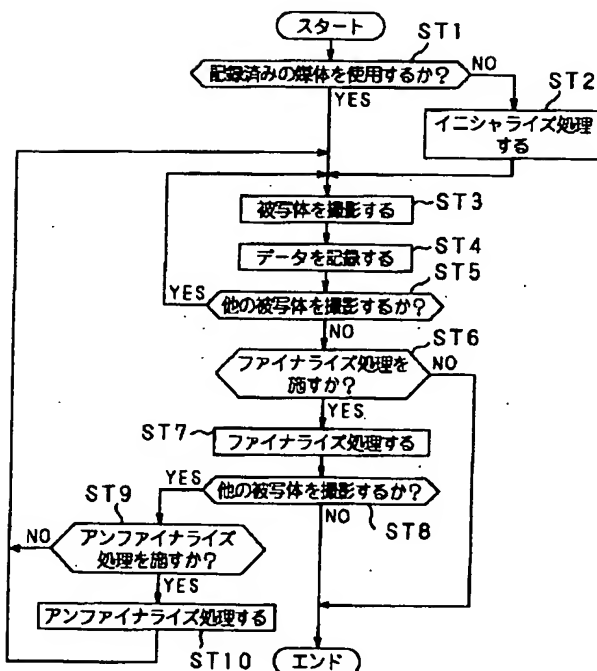 スタート
ST1
記録済みの媒体を使用するか?
NO
YES
ST2
イニシャライズ処理
する
被写体を撮影する
ST3
データを記録する
ST4
ST5
YES
他の被写体を撮影するか?
NO
ST6
ファイナライズ処理を
施すか?
NO
YES
ST7
ファイナライズ処理する
YES
他の被写体を撮影するか?
ST8
NO
ST9
NO
アンファイナライズ
処理を施すか?
YES
アンファイナライズ処理する
ST10
エンド